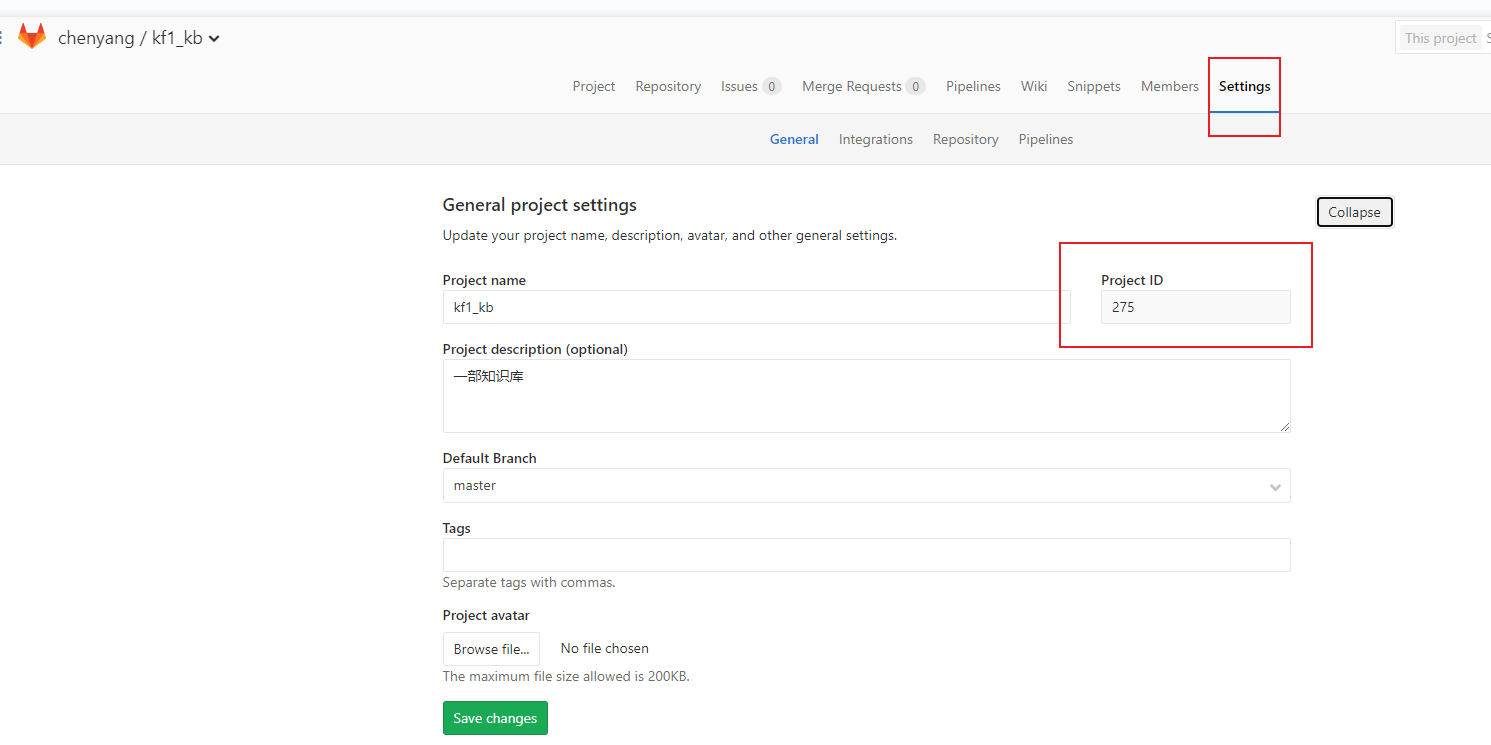 chenyang / kf1_kb
This project S
Project Repository Issues 0 Merge Requests 0 Pipelines Wiki Snippets Members Settings
General Integrations Repository Pipelines
General project settings
Collapse
Update your project name, description, avatar, and other general settings.
Project name
Project ID
kf1_kb
275
Project description (optional)
一部知识库
Default Branch
master
Tags
Separate tags with commas.
Project avatar
Browse file... No file chosen
The maximum file size allowed is 200KB.
Save changes